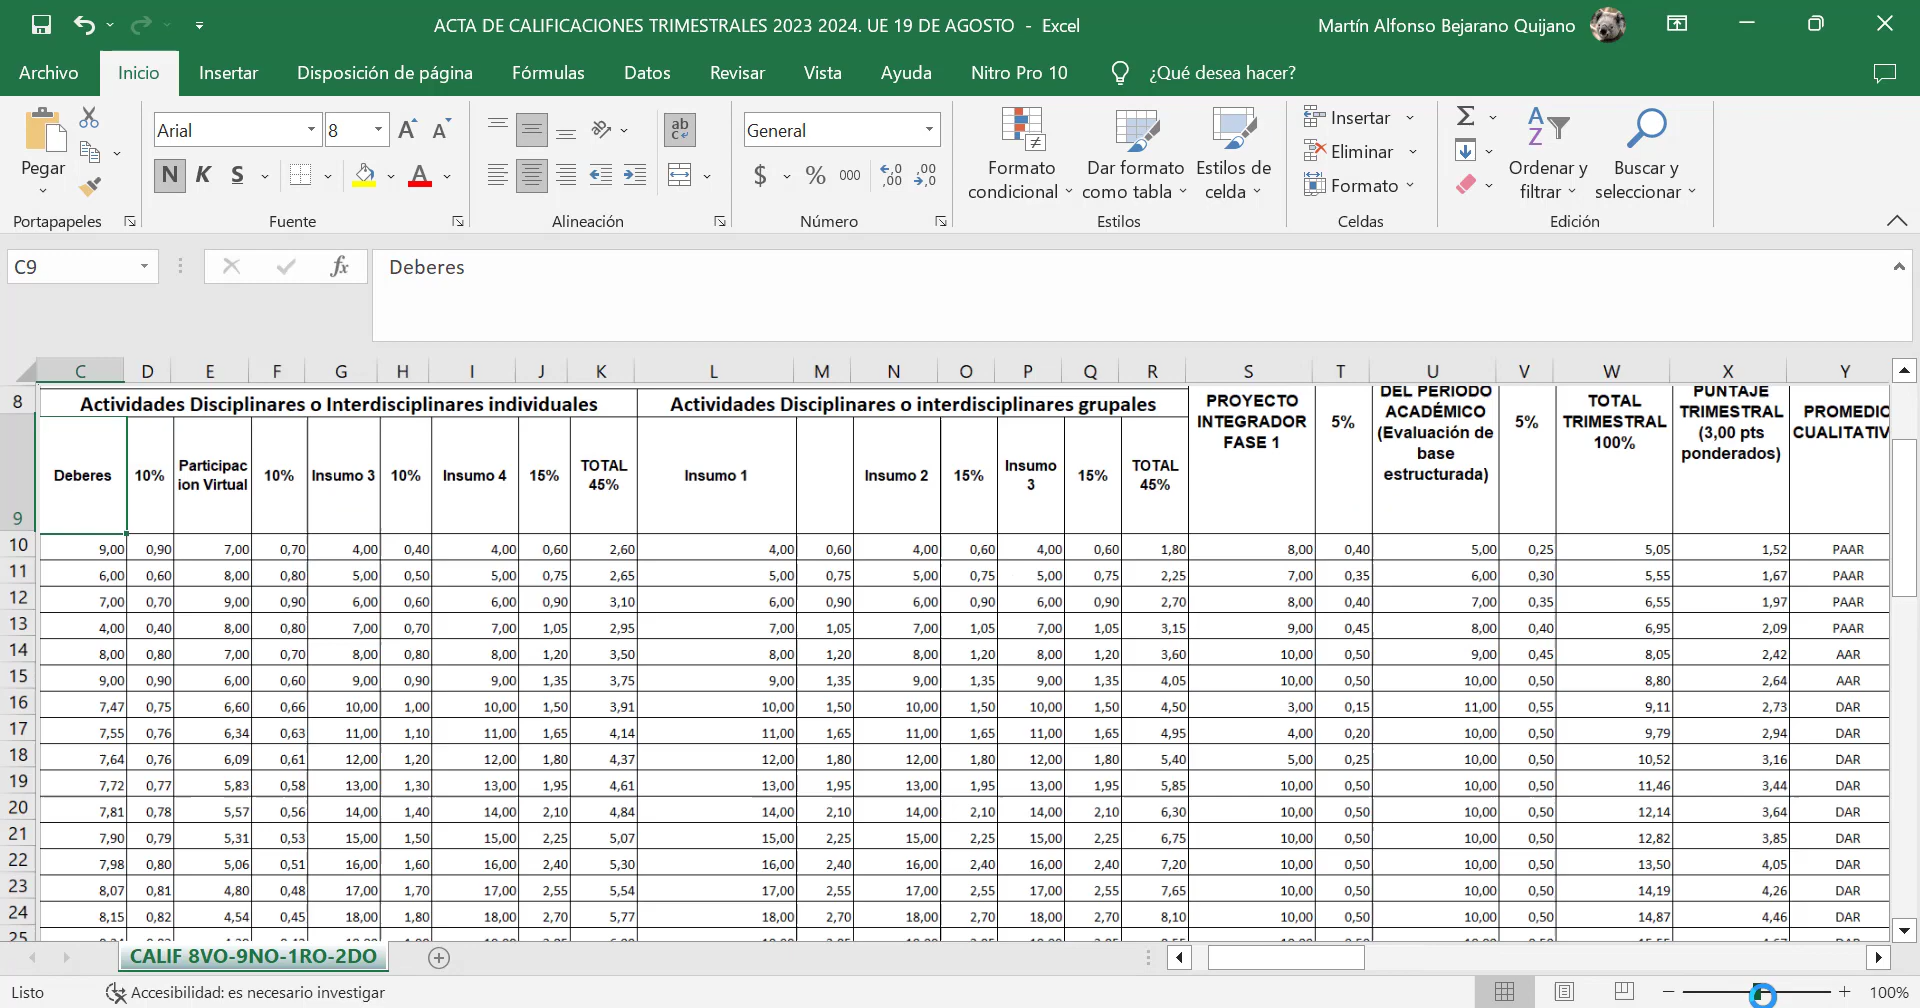 ACTA DE CALIFICACIONES TRIMESTRALES 2023 2024. UE 19 DE AGOSTO - Excel
Martín Alfonso Bejarano Quijano
Archivo Inicio Insertar Disposición de página Fórmulas Datos Revisar Vista Ayuda Nitro Pro 10 ¿Qué desea hacer?
Pegar
Portapapeles
Arial 8
N K S
Fuente
Alineación
General
$ % 000
Número
Formato condicional
Dar formato como tabla
Estilos de celda
Estilos
Insertar
Eliminar
Formato
Celdas
Ordenar y filtrar
Buscar y seleccionar
Edición
C9 fx Deberes
C D E F G H I J K L M N O P Q R S T U V W X Y
8 Actividades Disciplinares o Interdisciplinares individuales Actividades Disciplinares o interdisciplinares grupales
PROYECTO INTEGRADOR FASE 1 5% DEL PERIODO ACADÉMICO (Evaluación de base estructurada) 5% TOTAL TRIMESTRAL 100% PUNTAJE TRIMESTRAL (3,00 pts ponderados) PROMEDIO CUALITATIV
9 Deberes 10% Participac ion Virtual 10% Insumo 3 10% Insumo 4 15% TOTAL 45% Insumo 1 Insumo 2 15% Insumo 3 15% TOTAL 45%
10 9,00 0,90 7,00 0,70 4,00 0,40 4,00 0,60 2,60 4,00 0,60 4,00 0,60 4,00 0,60 1,80 8,00 0,40 5,00 0,25 5,05 1,52 PAAR
11 6,00 0,60 8,00 0,80 5,00 0,50 5,00 0,75 2,65 5,00 0,75 5,00 0,75 5,00 0,75 2,25 7,00 0,35 6,00 0,30 5,55 1,67 PAAR
12 7,00 0,70 9,00 0,90 6,00 0,60 6,00 0,90 3,10 6,00 0,90 6,00 0,90 6,00 0,90 2,70 8,00 0,40 7,00 0,35 6,55 1,97 PAAR
13 4,00 0,40 8,00 0,80 7,00 0,70 7,00 1,05 2,95 7,00 1,05 7,00 1,05 7,00 1,05 3,15 9,00 0,45 8,00 0,40 6,95 2,09 PAAR
14 8,00 0,80 7,00 0,70 8,00 0,80 8,00 1,20 3,50 8,00 1,20 8,00 1,20 8,00 1,20 3,60 10,00 0,50 9,00 0,45 8,05 2,42 AAR
15 9,00 0,90 6,00 0,60 9,00 0,90 9,00 1,35 3,75 9,00 1,35 9,00 1,35 9,00 1,35 4,05 10,00 0,50 10,00 0,50 8,80 2,64 AAR
16 7,47 0,75 6,60 0,66 10,00 1,00 10,00 1,50 3,91 10,00 1,50 10,00 1,50 10,00 1,50 4,50 3,00 0,15 11,00 0,55 9,11 2,73 DAR
17 7,55 0,76 6,34 0,63 11,00 1,10 11,00 1,65 4,14 11,00 1,65 11,00 1,65 11,00 1,65 4,95 4,00 0,20 10,00 0,50 9,79 2,94 DAR
18 7,64 0,76 6,09 0,61 12,00 1,20 12,00 1,80 4,37 12,00 1,80 12,00 1,80 12,00 1,80 5,40 5,00 0,25 10,00 0,50 10,52 3,16 DAR
19 7,72 0,77 5,83 0,58 13,00 1,30 13,00 1,95 4,61 13,00 1,95 13,00 1,95 13,00 1,95 5,85 10,00 0,50 10,00 0,50 11,46 3,44 DAR
20 7,81 0,78 5,57 0,56 14,00 1,40 14,00 2,10 4,84 14,00 2,10 14,00 2,10 14,00 2,10 6,30 10,00 0,50 10,00 0,50 12,14 3,64 DAR
21 7,90 0,79 5,31 0,53 15,00 1,50 15,00 2,25 5,07 15,00 2,25 15,00 2,25 15,00 2,25 6,75 10,00 0,50 10,00 0,50 12,82 3,85 DAR
22 7,98 0,80 5,06 0,51 16,00 1,60 16,00 2,40 5,30 16,00 2,40 16,00 2,40 16,00 2,40 7,20 10,00 0,50 10,00 0,50 13,50 4,05 DAR
23 8,07 0,81 4,80 0,48 17,00 1,70 17,00 2,55 5,54 17,00 2,55 17,00 2,55 17,00 2,55 7,65 10,00 0,50 10,00 0,50 14,19 4,26 DAR
24 8,15 0,82 4,54 0,45 18,00 1,80 18,00 2,70 5,77 18,00 2,70 18,00 2,70 18,00 2,70 8,10 10,00 0,50 10,00 0,50 14,87 4,46 DAR
25
CALIF 8VO-9NO-1RO-2DO
Listo Accesibilidad: es necesario investigar 100%